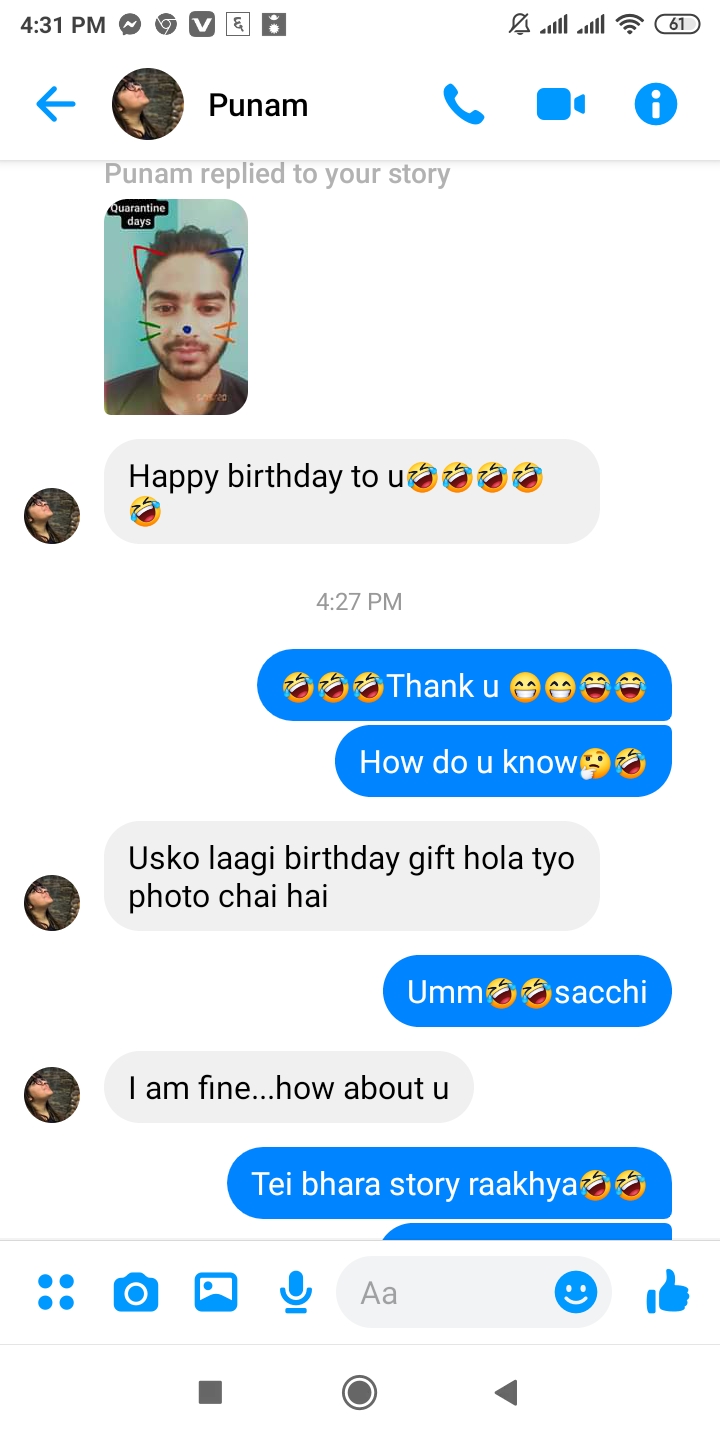 4:31 PM
61
Punam
Punam replied to your story
Quarantine
days
Happy birthday to u🤣🤣🤣🤣
🤣
4:27 PM
🤣🤣🤣Thank u 😁😁😂😂
How do u know🤔🤣
Usko laagi birthday gift hola tyo
photo chai hai
Umm🤣🤣sacchi
I am fine...how about u
Tei bhara story raakhya🤣🤣
Aa